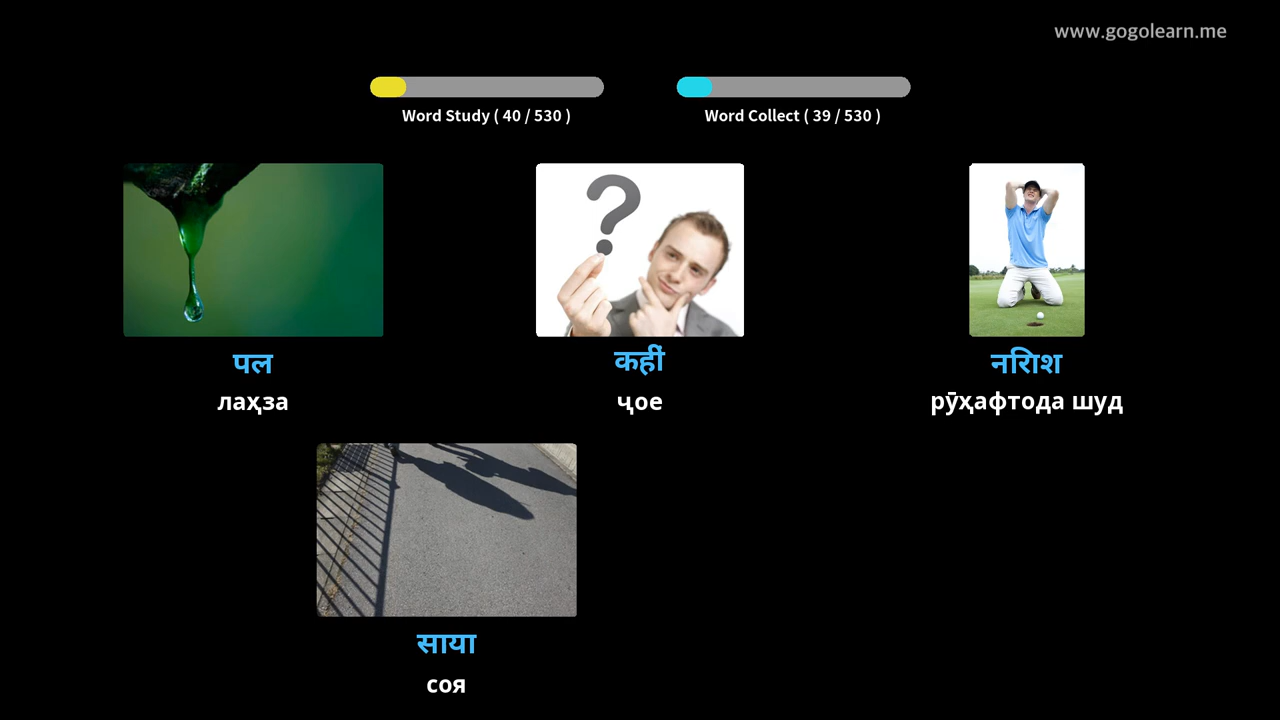 www.gogolearn.me
Word Study ( 40 / 530 )
Word Collect ( 39 / 530 )
पल
कहीं
निराश
лаҳза
ҷое
рӯҳафтода шуд
साया
соя